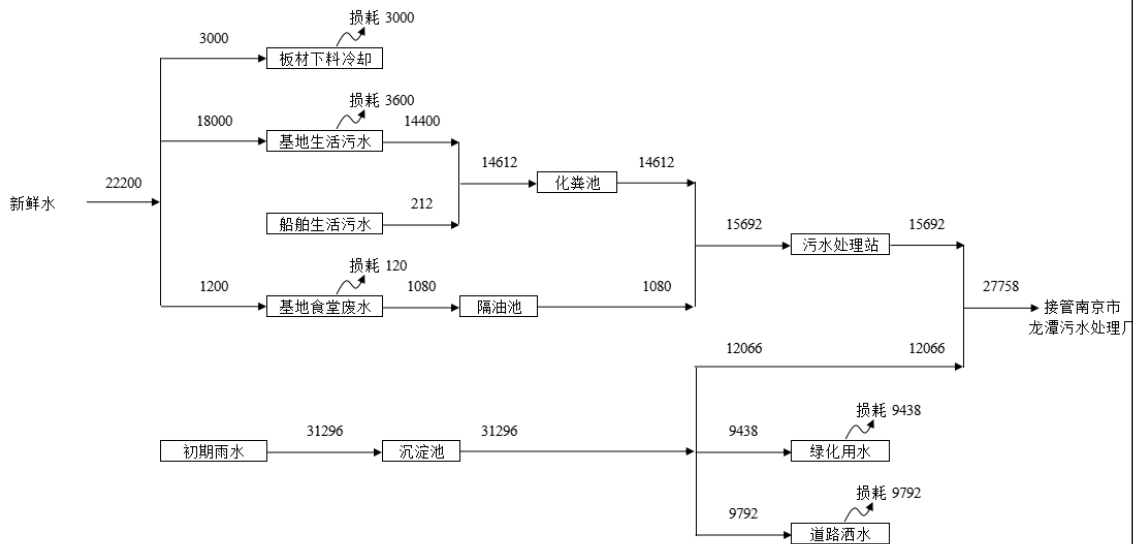 损耗 3000
3000
板材下料冷却
损耗 3600
18000
基地生活污水
14400
14612
化粪池
14612
22200
新鲜水
船舶生活污水
212
15692
污水处理站
15692
损耗 120
1200
基地食堂废水
1080
隔油池
1080
27758
接管南京市
龙潭污水处理厂
12066
12066
损耗 9438
初期雨水
31296
沉淀池
31296
9438
绿化用水
损耗 9792
9792
道路洒水